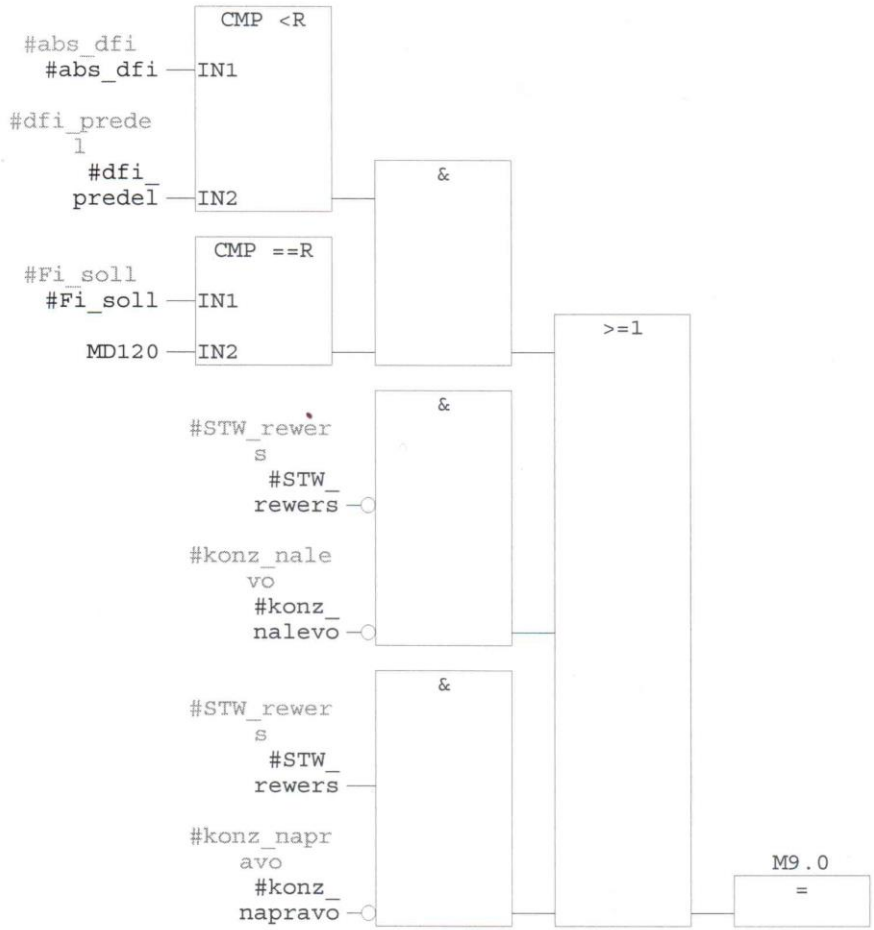 CMP <R
#abs_dfi
#abs_dfi
IN1
#dfi_prede
l
#dfi_
predel
IN2
&
CMP ==R
#Fi_soll
#Fi_soll
IN1
MD120
IN2
>=1
&
#STW_rewer
s
#STW_
rewers
#konz_nale
vo
#konz_
nalevo
&
#STW_rewer
s
#STW_
rewers
#konz_napr
avo
#konz_
napravo
M9.0
=